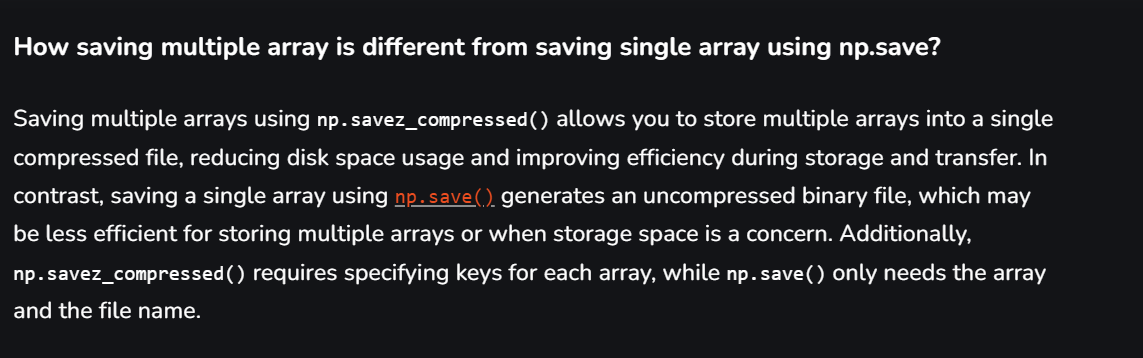 How saving multiple array is different from saving single array using np.save?
Saving multiple arrays using np.savez_compressed() allows you to store multiple arrays into a single
compressed file, reducing disk space usage and improving efficiency during storage and transfer. In
contrast, saving a single array using np.save() generates an uncompressed binary file, which may
be less efficient for storing multiple arrays or when storage space is a concern. Additionally,
np.savez_compressed() requires specifying keys for each array, while np.save() only needs the array
and the file name.